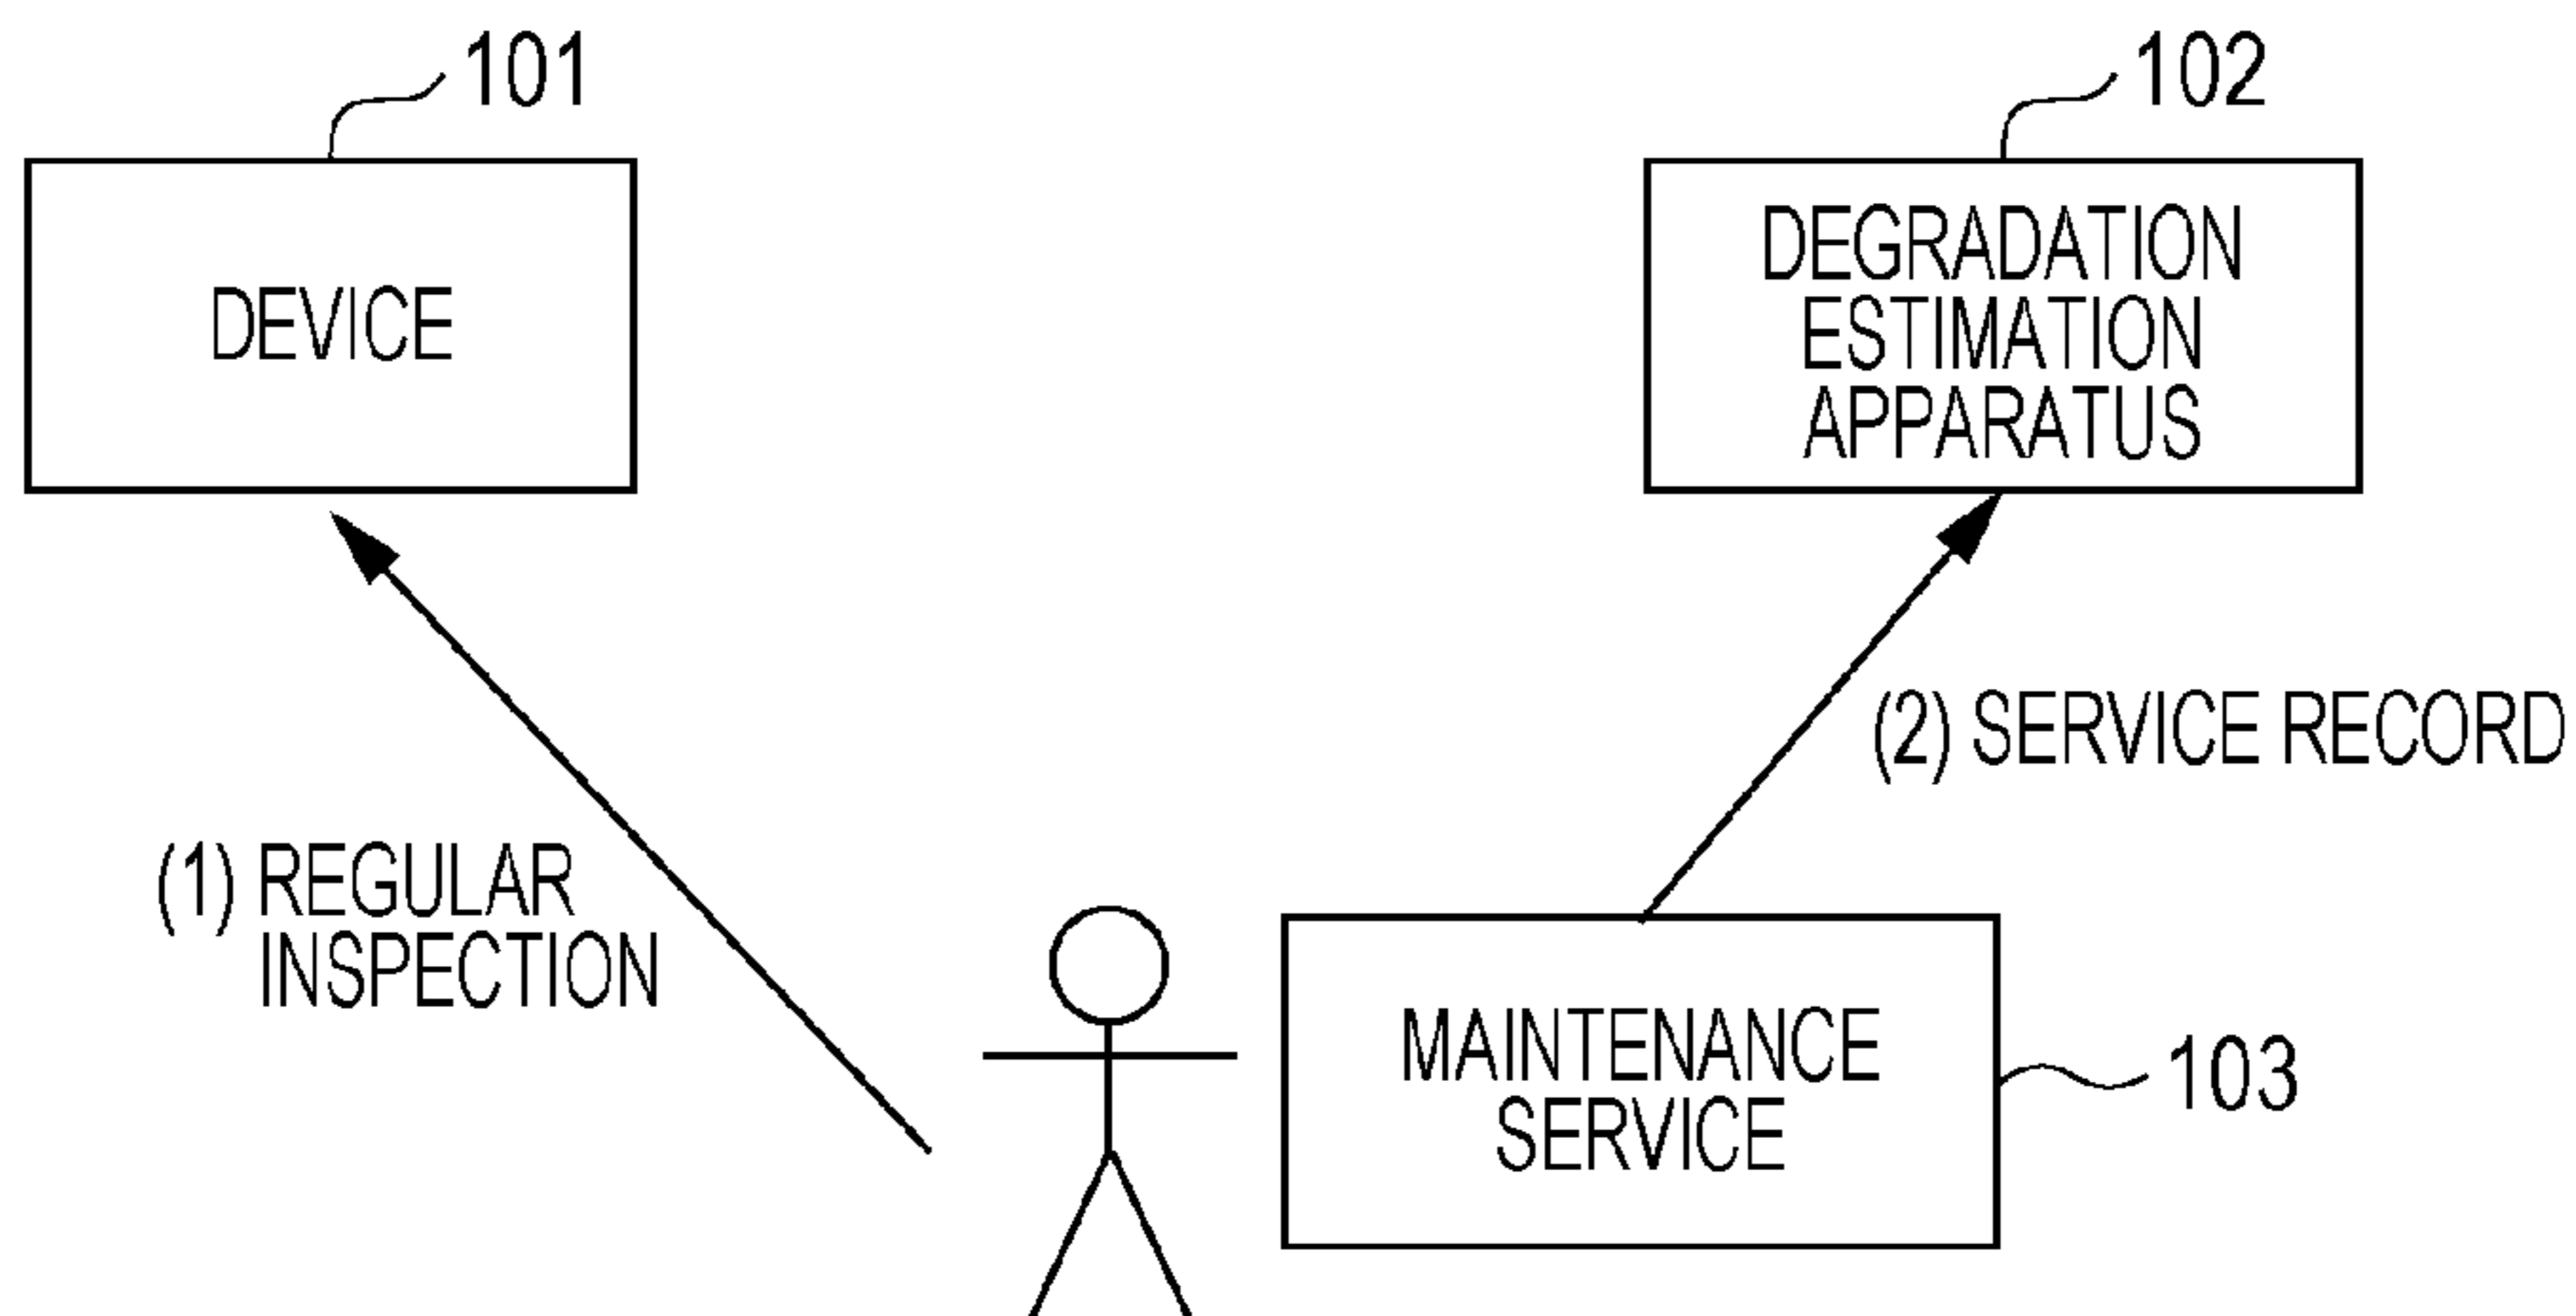 101
102
DEVICE
DEGRADATION
ESTIMATION
APPARATUS
(2) SERVICE RECORD
(1) REGULAR
INSPECTION
MAINTENANCE
SERVICE
103